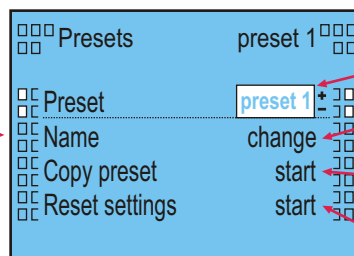 Presets preset 1
Preset preset 1 + -
Name change
Copy preset start
Reset settings start